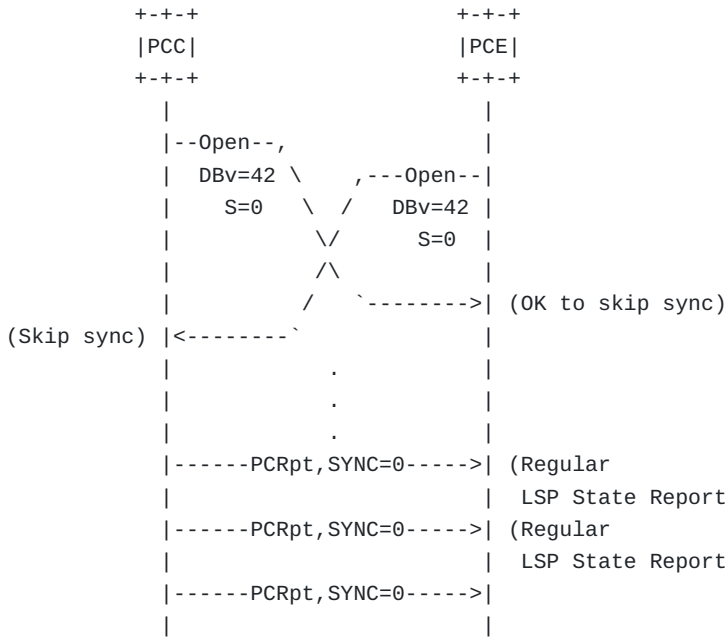 +-+-+                    +-+-+
|PCC|                    |PCE|
+-+-+                    +-+-+
  |                        |
  |--Open--,               |
  |  DBv=42 \    ,---Open--|
  |    S=0   \  /   DBv=42 |
  |           \/      S=0  |
  |           /\           |
  |          /  `--------->| (OK to skip sync)
(Skip sync) |<--------`              |
  |            .           |
  |            .           |
  |            .           |
  |------PCRpt,SYNC=0----->| (Regular
  |                        |  LSP State Report
  |------PCRpt,SYNC=0----->| (Regular
  |                        |  LSP State Report
  |------PCRpt,SYNC=0----->|
  |                        |